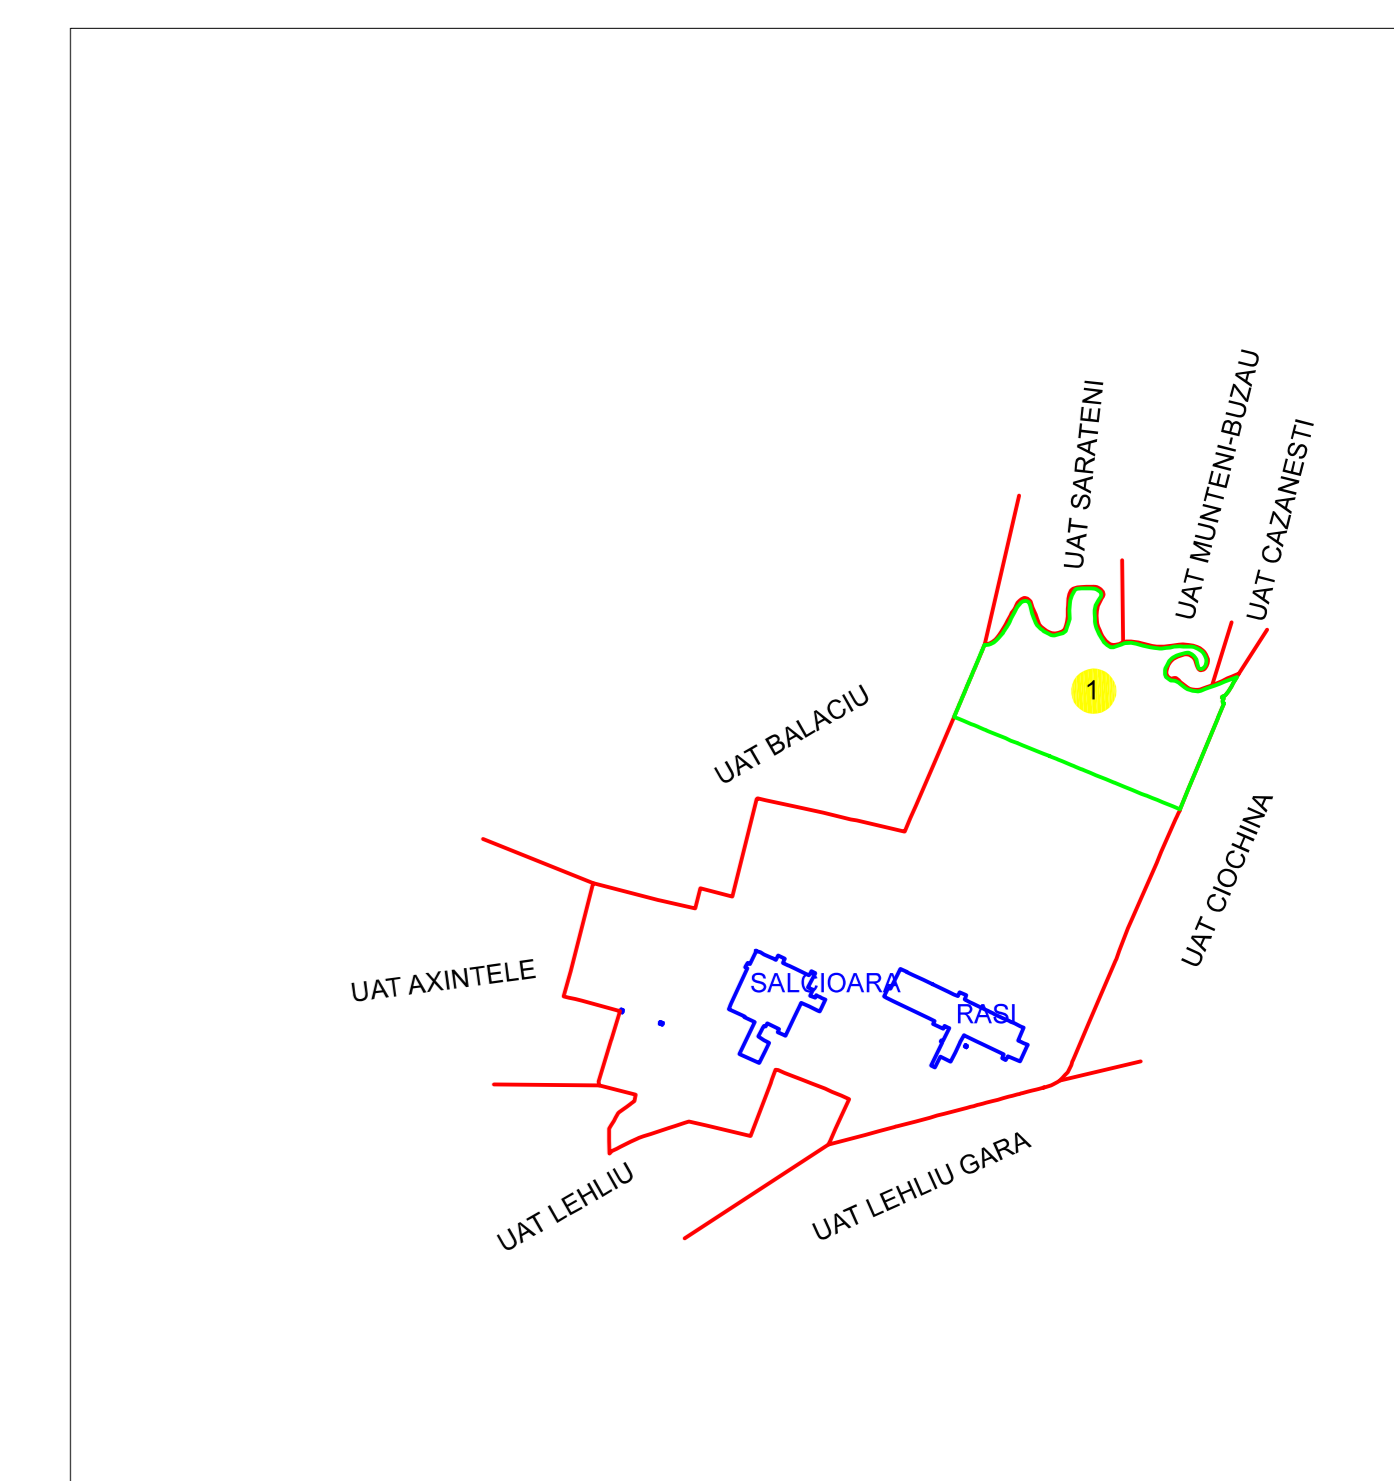 UAT SARATENI
UAT MUNTENI-BUZAU
UAT CAZANESTI
1
UAT BALACIU
UAT CIOCHINA
UAT AXINTELE
SALCIOARA
RASI
UAT LEHLIU
UAT LEHLIU GARA